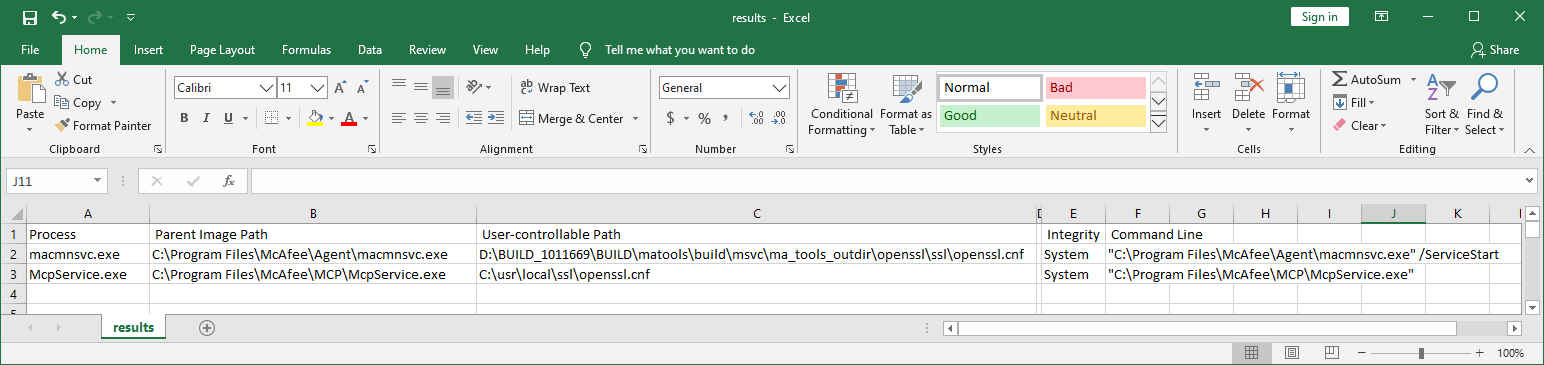 results - Excel
Sign in
File Home Insert Page Layout Formulas Data Review View Help Tell me what you want to do Share
Paste
Cut
Copy
Format Painter
Clipboard
Calibri 11
B I U A
Font
Wrap Text
Merge & Center
Alignment
General
$ % ,
Number
Conditional Formatting
Format as Table
Normal Bad
Good Neutral
Styles
Insert Delete Format
Cells
AutoSum
Fill
Clear
Sort & Filter
Find & Select
Editing
J11 fx
A B C D E F G H I J K
1 Process Parent Image Path User-controllable Path Integrity Command Line
2 macmnsvc.exe C:\Program Files\McAfee\Agent\macmnsvc.exe D:\BUILD_1011669\BUILD\matools\build\msvc\ma_tools_outdir\openssl\ssl\openssl.cnf System "C:\Program Files\McAfee\Agent\macmnsvc.exe" /ServiceStart
3 McpService.exe C:\Program Files\McAfee\MCP\McpService.exe C:\usr\local\ssl\openssl.cnf System "C:\Program Files\McAfee\MCP\McpService.exe"
4
results
100%